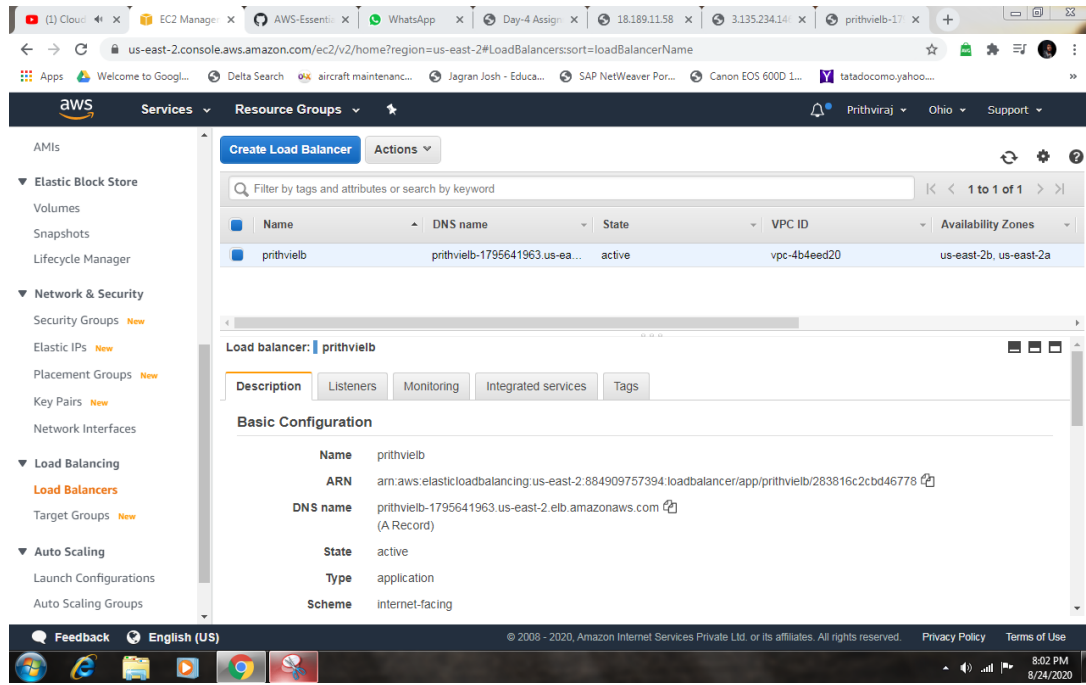 (1) Cloud
EC2 Manage
AWS-Essentic
WhatsApp
Day-4 Assign
18.189.11.58
3.135.234.14
prithvielb-17
us-east-2.console.aws.amazon.com/ec2/v2/home?region=us-east-2#LoadBalancers:sort=loadBalancerName
Apps Welcome to Googl... Delta Search aircraft maintenanc... Jagran Josh - Educa... SAP NetWeaver Por... Canon EOS 600D 1... tatadocomo.yahoo.... »
aws Services Resource Groups Prithviraj Ohio Support
AMIs
Elastic Block Store
Volumes
Snapshots
Lifecycle Manager
Network & Security
Security Groups New
Elastic IPs New
Placement Groups New
Key Pairs New
Network Interfaces
Load Balancing
Load Balancers
Target Groups New
Auto Scaling
Launch Configurations
Auto Scaling Groups
Create Load Balancer Actions
Filter by tags and attributes or search by keyword 1 to 1 of 1
Name DNS name State VPC ID Availability Zones
prithvielb prithvielb-1795641963.us-ea... active vpc-4b4eed20 us-east-2b, us-east-2a
Load balancer: prithvielb
Description Listeners Monitoring Integrated services Tags
Basic Configuration
Name prithvielb
ARN arn:aws:elasticloadbalancing:us-east-2:884909757394:loadbalancer/app/prithvielb/283816c2cbd46778
DNS name prithvielb-1795641963.us-east-2.elb.amazonaws.com
(A Record)
State active
Type application
Scheme internet-facing
Feedback English (US) © 2008 - 2020, Amazon Internet Services Private Ltd. or its affiliates. All rights reserved. Privacy Policy Terms of Use
8:02 PM
8/24/2020